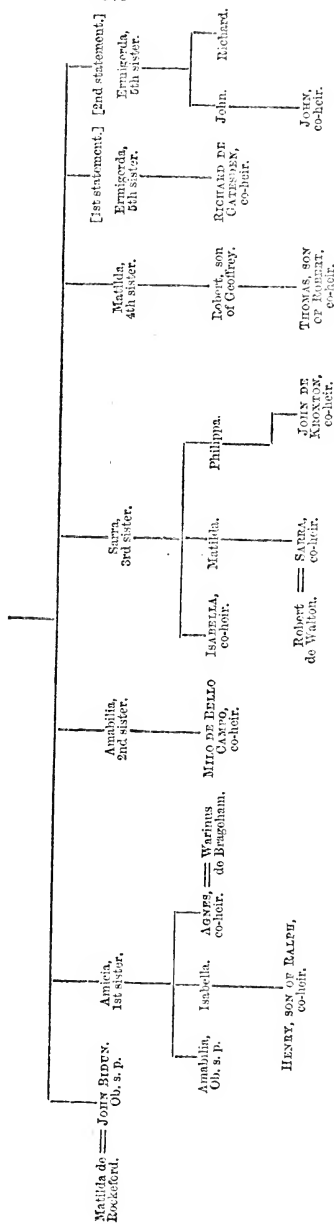 Matilda de
Rockeford.
JOHN BIDUN.
Ob. s. p.
Amicia,
1st sister.
Amabilia,
2nd sister.
Sarra,
3rd sister.
Matilda,
4th sister.
[1st statement.]
Ermigerda,
5th sister.
[2nd statement.]
Ermigerda,
5th sister.
Amabilia,
Ob. s. p.
Isabella.
AGNES,
co-heir.
Warinus
de Brageham.
MILO DE BELLO
CAMPO,
co-heir.
ISABELLA,
co-heir.
Matilda.
Philippa.
Robert, son
of Geoffrey.
RICHARD DE
GATESDEN,
co-heir.
John.
Richard.
HENRY, SON OF RALPH,
co-heir.
Robert
de Walton.
SARRA,
co-heir.
JOHN DE
KROXTON,
co-heir.
THOMAS, SON
OF ROBERT,
co-heir.
JOHN,
co-heir.